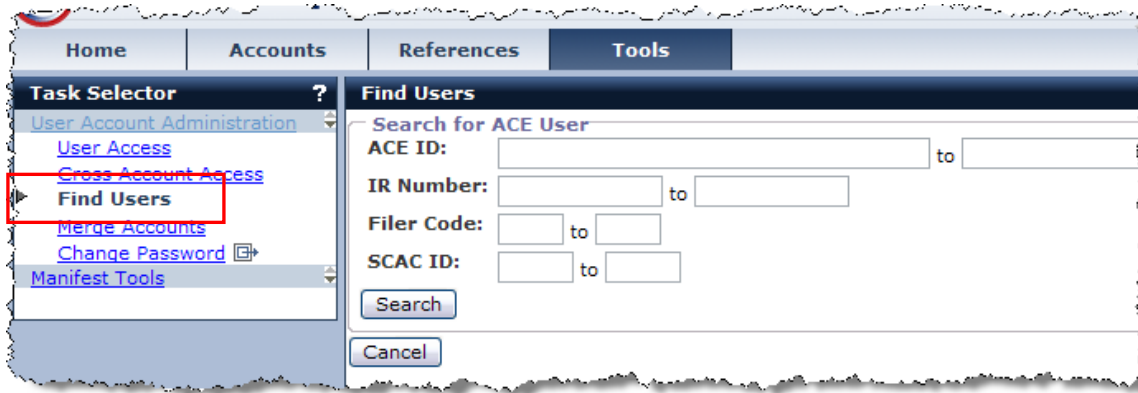 Home Accounts References Tools
Task Selector ?
User Account Administration
User Access
Cross Account Access
Find Users
Merge Accounts
Change Password
Manifest Tools
Find Users
Search for ACE User
ACE ID: to
IR Number: to
Filer Code: to
SCAC ID: to
Search
Cancel